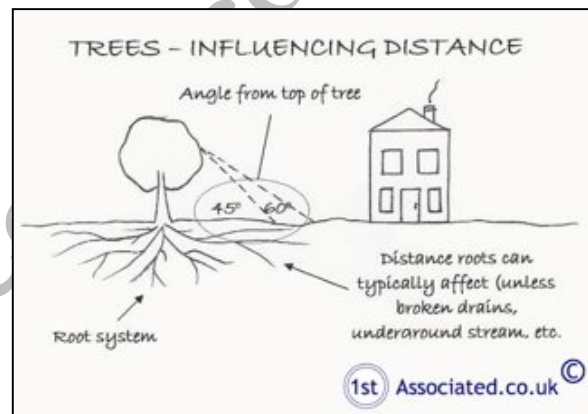 TREES – INFLUENCING DISTANCE
Angle from top of tree
45° 60°
Distance roots can
typically affect (unless
broken drains,
underground stream, etc.
Root system
1st Associated.co.uk ©